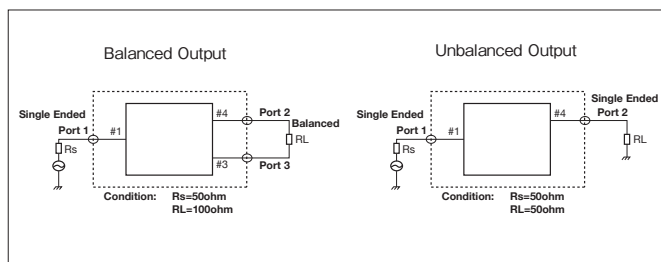 Balanced Output
Single Ended
Port 1
#1
Rs
#4
Port 2
Balanced
RL
#3
Port 3
Condition: Rs=50ohm
RL=100ohm
Unbalanced Output
Single Ended
Port 1
#1
Rs
#4
Single Ended
Port 2
RL
Condition: Rs=50ohm
RL=50ohm